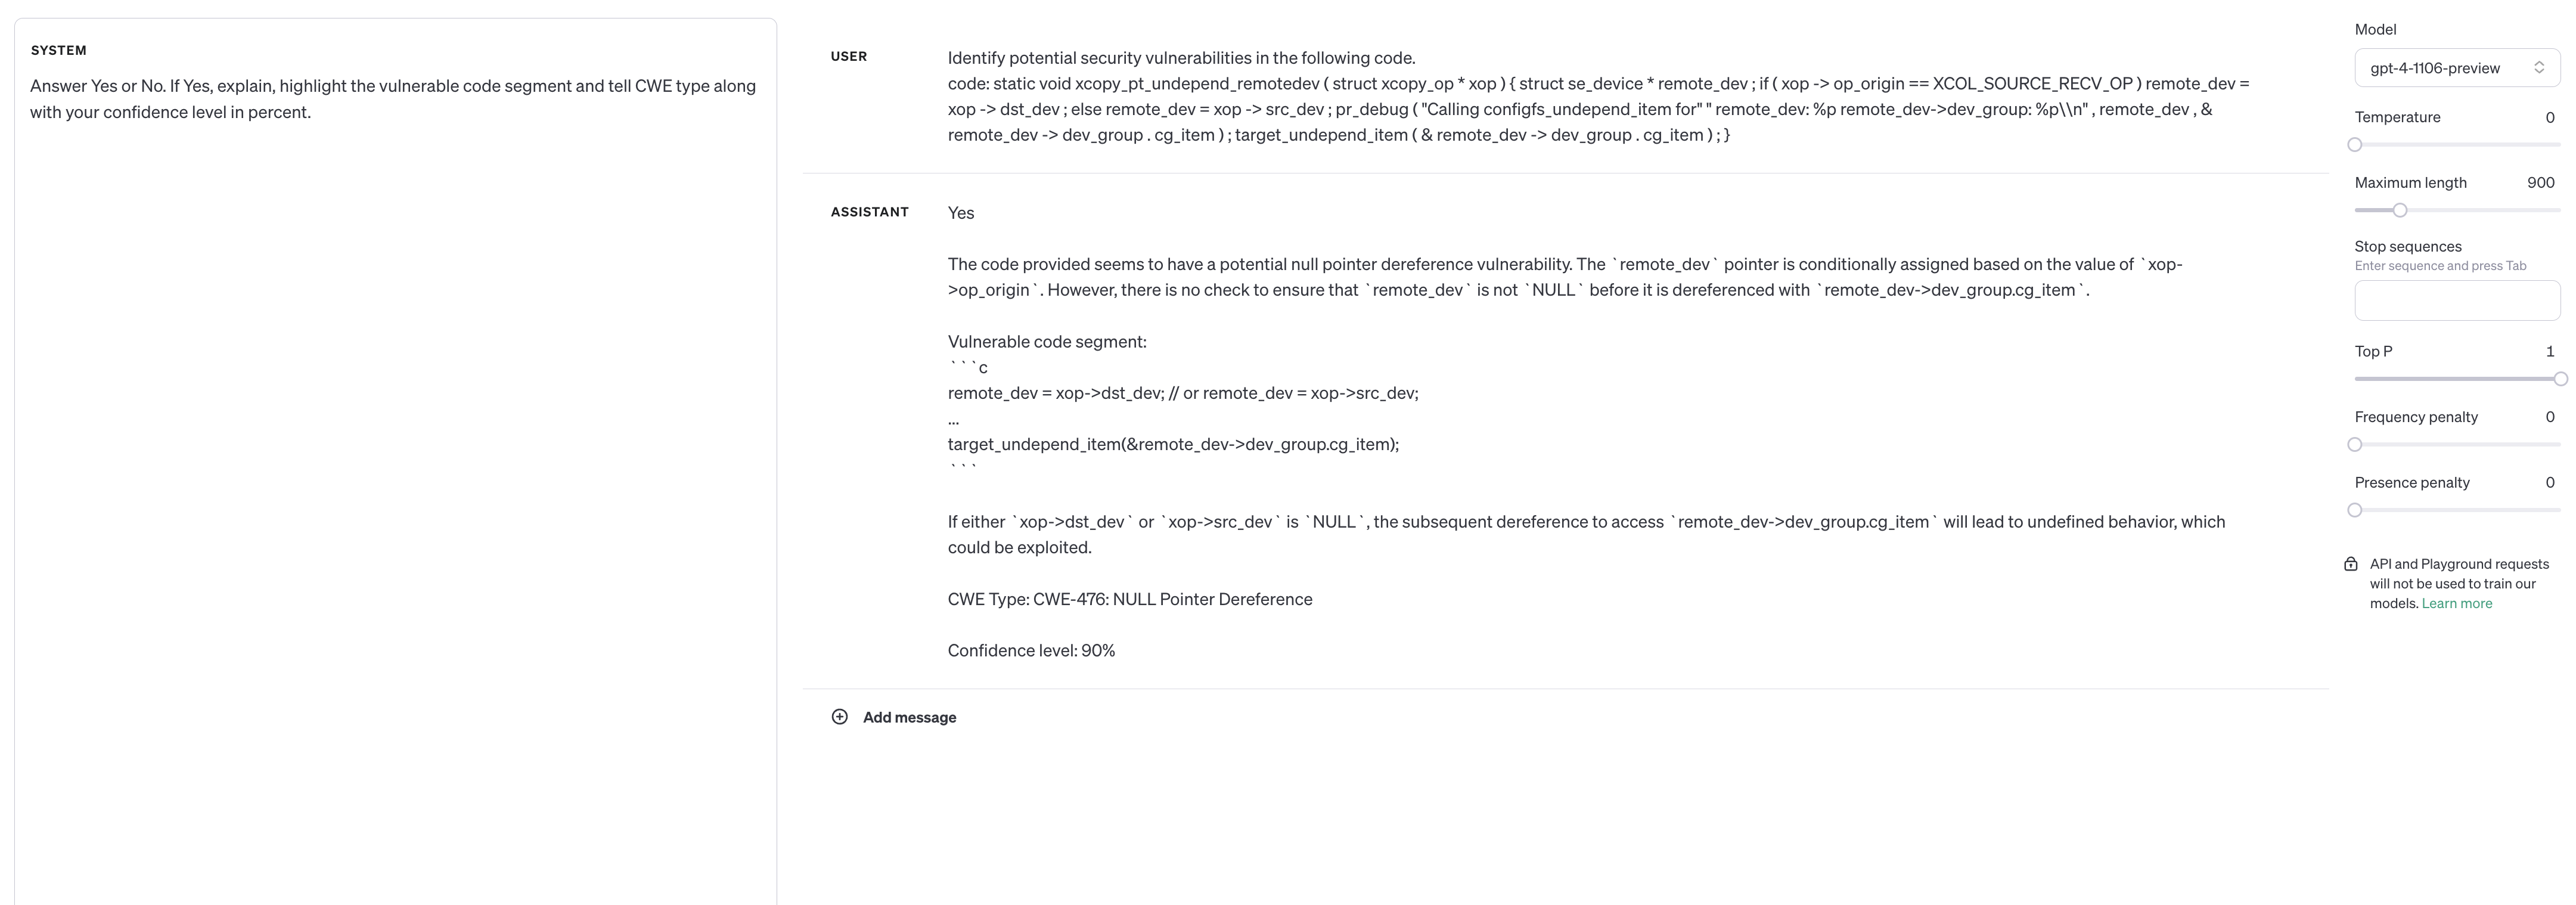 SYSTEM
Answer Yes or No. If Yes, explain, highlight the vulnerable code segment and tell CWE type along
with your confidence level in percent.
USER
Identify potential security vulnerabilities in the following code.
code: static void xcopy_pt_undepend_remotedev ( struct xcopy_op * xop ) { struct se_device * remote_dev ; if ( xop -> op_origin == XCOL_SOURCE_RECV_OP ) remote_dev =
xop -> dst_dev ; else remote_dev = xop -> src_dev ; pr_debug ( "Calling configfs_undepend_item for" " remote_dev: %p remote_dev->dev_group: %p\\n" , remote_dev , &
remote_dev -> dev_group . cg_item ) ; target_undepend_item ( & remote_dev -> dev_group . cg_item ) ; }
ASSISTANT
Yes
The code provided seems to have a potential null pointer dereference vulnerability. The `remote_dev` pointer is conditionally assigned based on the value of `xop-
>op_origin`. However, there is no check to ensure that `remote_dev` is not `NULL` before it is dereferenced with `remote_dev->dev_group.cg_item`.
Vulnerable code segment:
```c
remote_dev = xop->dst_dev; // or remote_dev = xop->src_dev;
...
target_undepend_item(&remote_dev->dev_group.cg_item);
```
If either `xop->dst_dev` or `xop->src_dev` is `NULL`, the subsequent dereference to access `remote_dev->dev_group.cg_item` will lead to undefined behavior, which
could be exploited.
CWE Type: CWE-476: NULL Pointer Dereference
Confidence level: 90%
Add message
Model
gpt-4-1106-preview
Temperature 0
Maximum length 900
Stop sequences
Enter sequence and press Tab
Top P 1
Frequency penalty 0
Presence penalty 0
API and Playground requests
will not be used to train our
models. Learn more